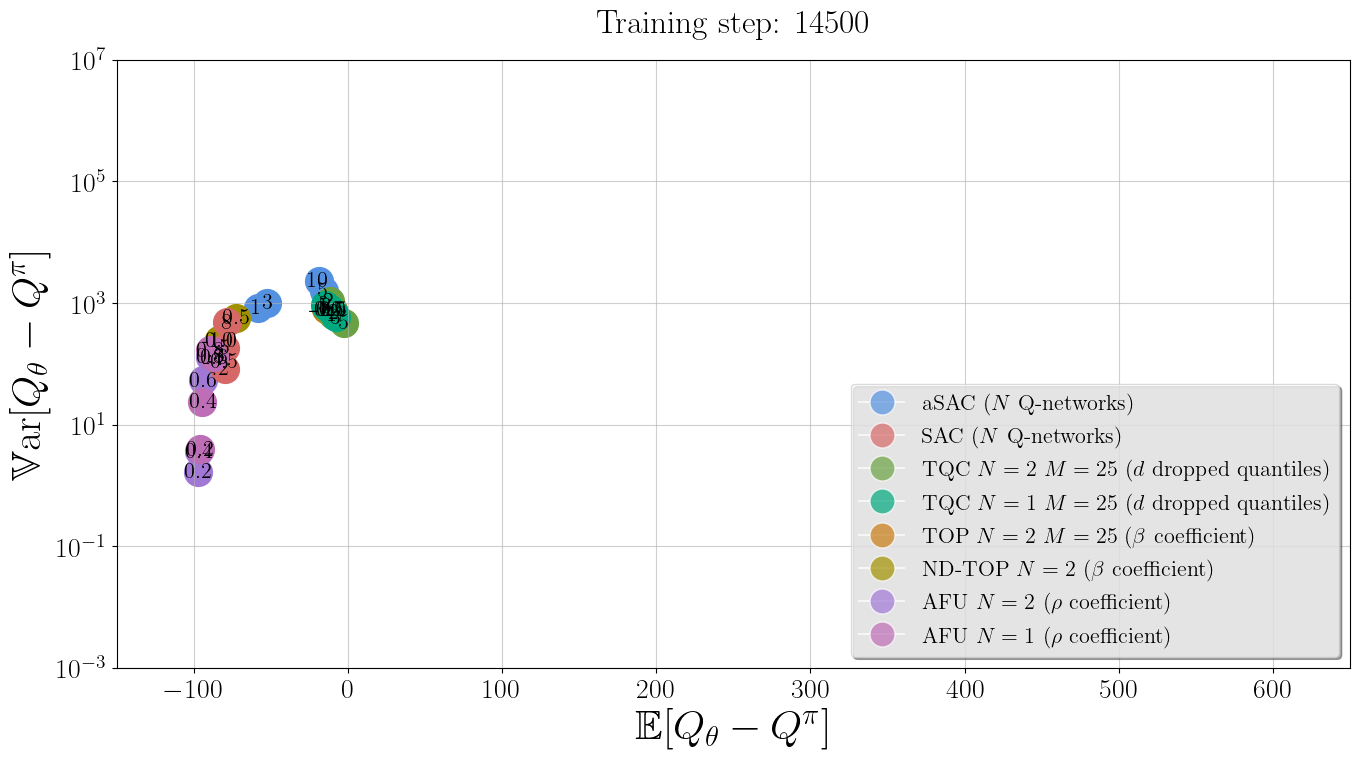 Training step: 14500
10^7
10^5
10^3
10^1
10^−1
10^−3
𝕍ar[Q_θ − Q^π]
10
3
1
5
0.5
8
2
0.6
0.4
0.2
−100 0 100 200 300 400 500 600
𝔼[Q_θ − Q^π]
aSAC (N Q-networks)
SAC (N Q-networks)
TQC N = 2 M = 25 (d dropped quantiles)
TQC N = 1 M = 25 (d dropped quantiles)
TOP N = 2 M = 25 (β coefficient)
ND-TOP N = 2 (β coefficient)
AFU N = 2 (ρ coefficient)
AFU N = 1 (ρ coefficient)